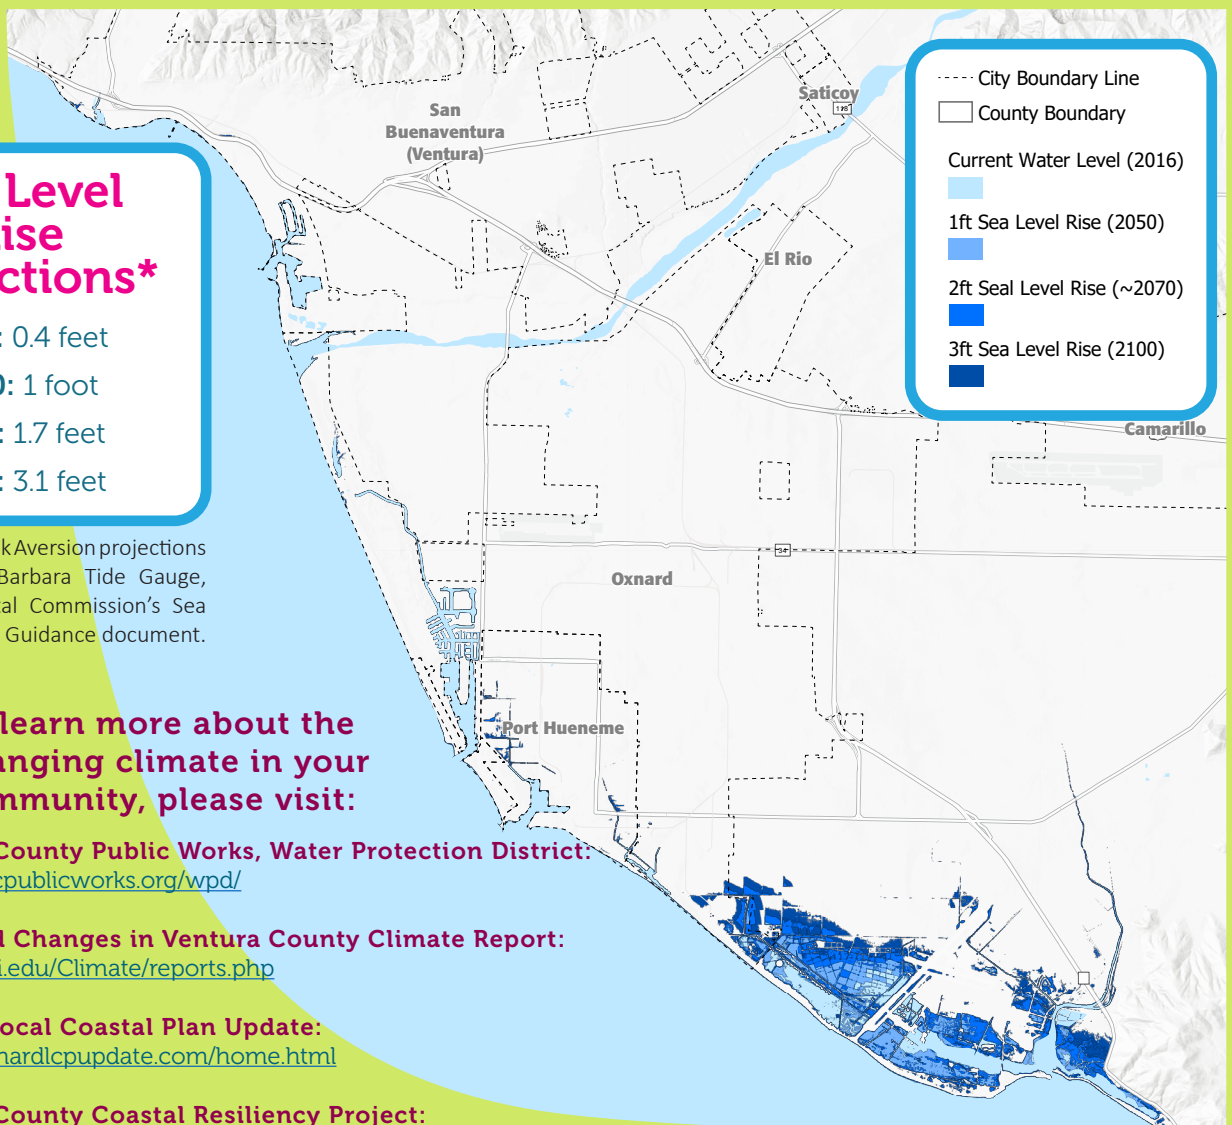 Level
ise
ctions*
: 0.4 feet
0: 1 foot
: 1.7 feet
: 3.1 feet
k Aversion projections
Barbara Tide Gauge,
tal Commission's Sea
Guidance document.
learn more about the
anging climate in your
mmunity, please visit:
County Public Works, Water Protection District:
cpublicworks.org/wpd/
l Changes in Ventura County Climate Report:
i.edu/Climate/reports.php
ocal Coastal Plan Update:
nardlcpupdate.com/home.html
County Coastal Resiliency Project:
San
Buenaventura
(Ventura)
Saticoy
118
El Rio
Camarillo
34
Oxnard
Port Hueneme
City Boundary Line
County Boundary
Current Water Level (2016)
1ft Sea Level Rise (2050)
2ft Seal Level Rise (~2070)
3ft Sea Level Rise (2100)